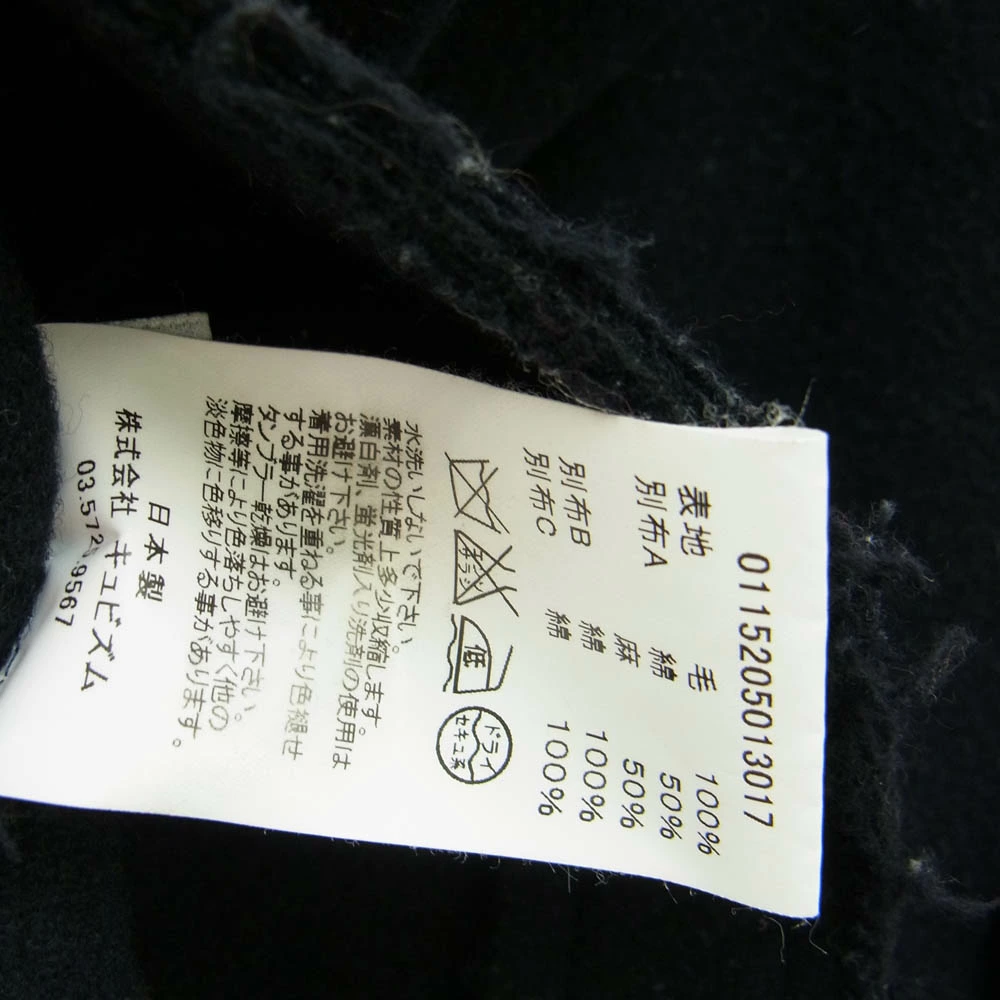 0115205013017
表地 毛 100%
別布A 綿 50%
麻 50%
別布B 綿 100%
別布C 綿 100%
エンソサラシ
低
ドライ
セキユ系
水洗いしないで下さい。
素材の性質上多少収縮します。
漂白剤、蛍光剤入り洗剤の使用は
お避け下さい。
着用洗濯を重ねる事により色褪せ
する事があります。
タンブラー乾燥はお避け下さい。
摩擦等により色落ちしやすく他の
淡色物に色移りする事があります。
日本製
株式会社 キュビズム
03.572 9567